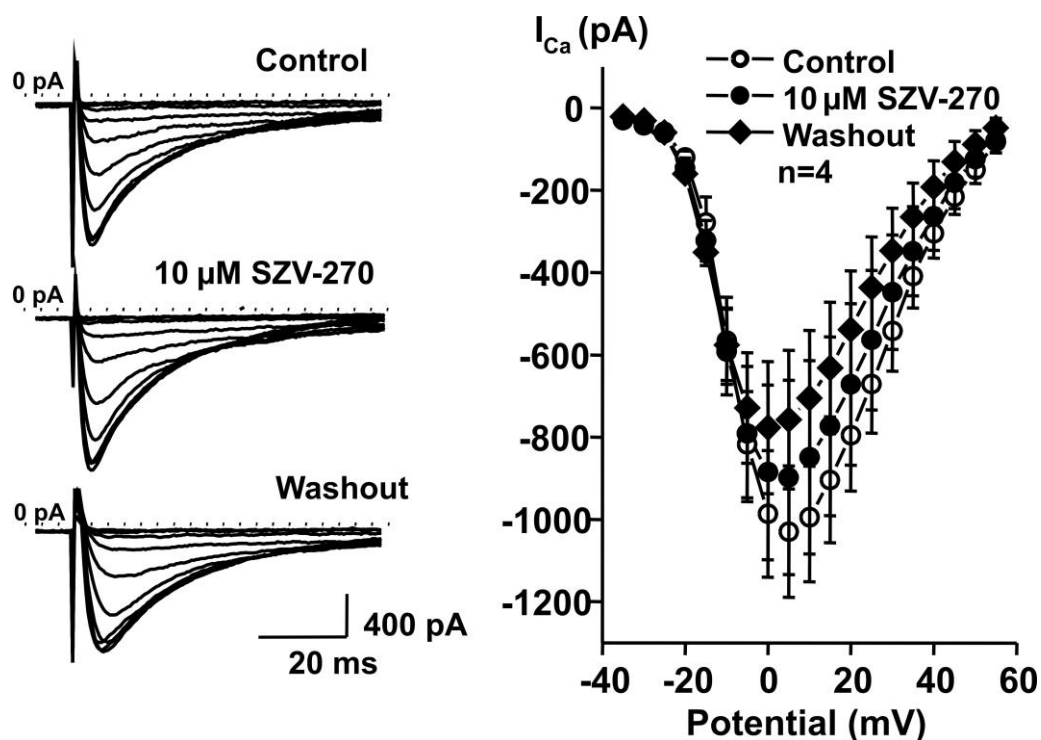 Control
0 pA
10 µM SZV-270
0 pA
Washout
0 pA
400 pA
20 ms
I_Ca (pA)
Control
10 µM SZV-270
Washout
n=4
0
-200
-400
-600
-800
-1000
-1200
-40 -20 0 20 40 60
Potential (mV)